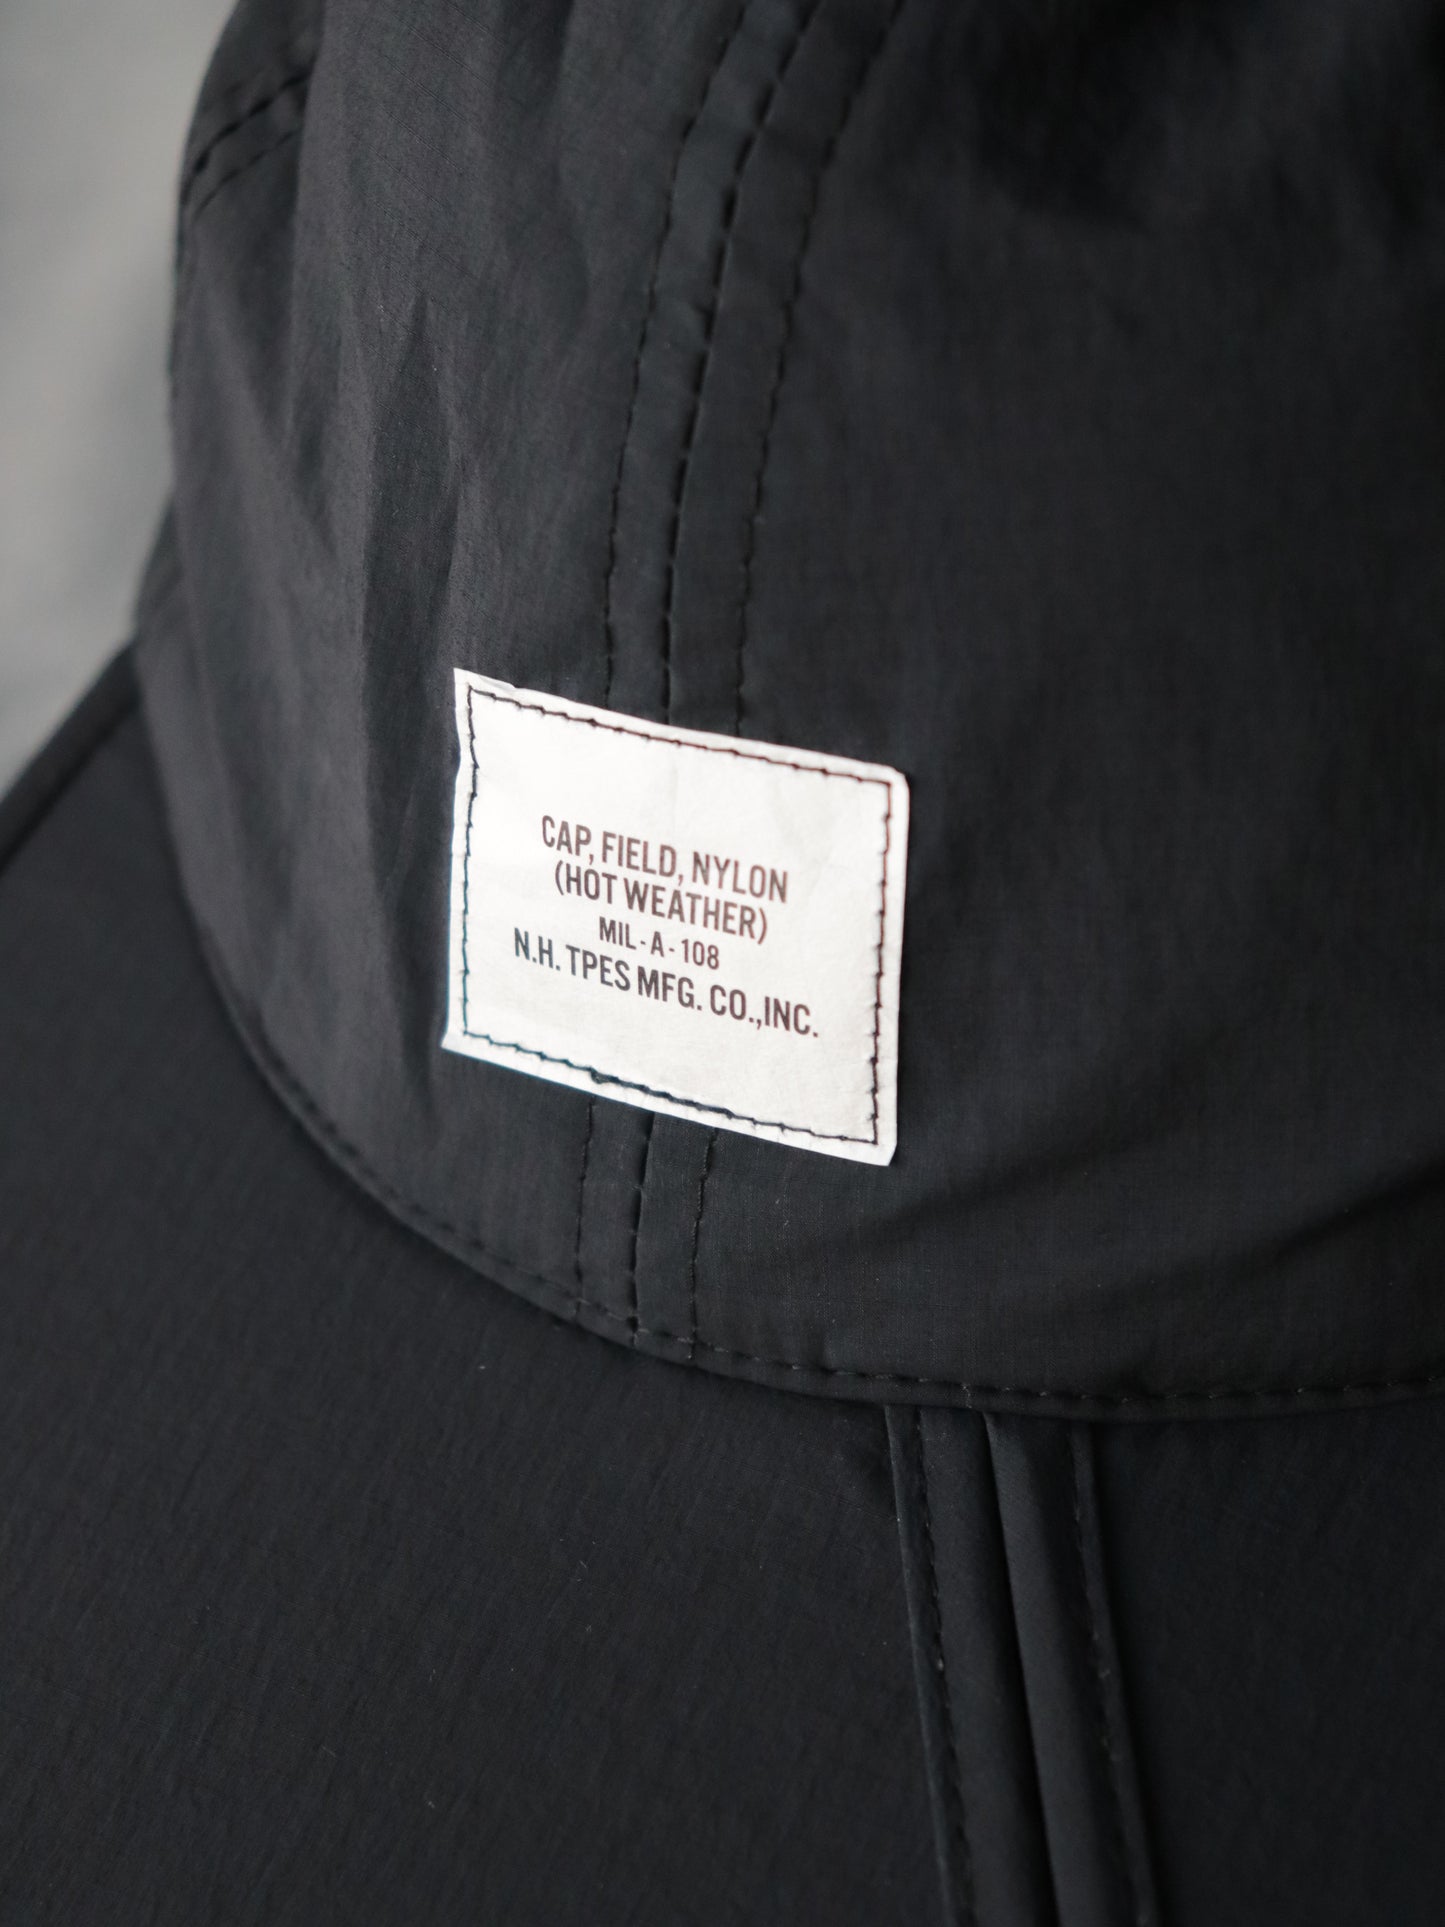 CAP, FIELD, NYLON
(HOT WEATHER)
MIL-A-108
N.H. TPES MFG. CO.,INC.